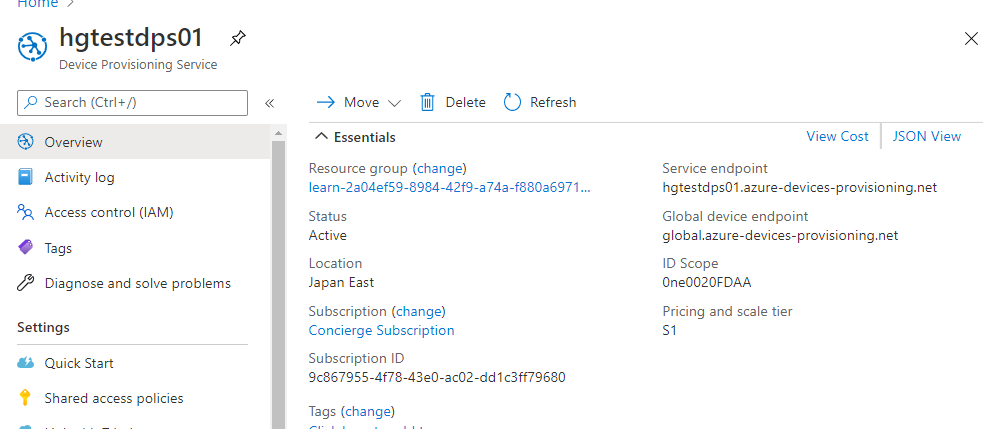 Home
hgtestdps01
Device Provisioning Service
Search (Ctrl+/)
Overview
Activity log
Access control (IAM)
Tags
Diagnose and solve problems
Settings
Quick Start
Shared access policies
Move
Delete
Refresh
Essentials
View Cost
JSON View
Resource group (change)
learn-2a04ef59-8984-42f9-a74a-f880a6971...
Status
Active
Location
Japan East
Subscription (change)
Concierge Subscription
Subscription ID
9c867955-4f78-43e0-ac02-dd1c3ff79680
Tags (change)
Service endpoint
hgtestdps01.azure-devices-provisioning.net
Global device endpoint
global.azure-devices-provisioning.net
ID Scope
0ne0020FDAA
Pricing and scale tier
S1